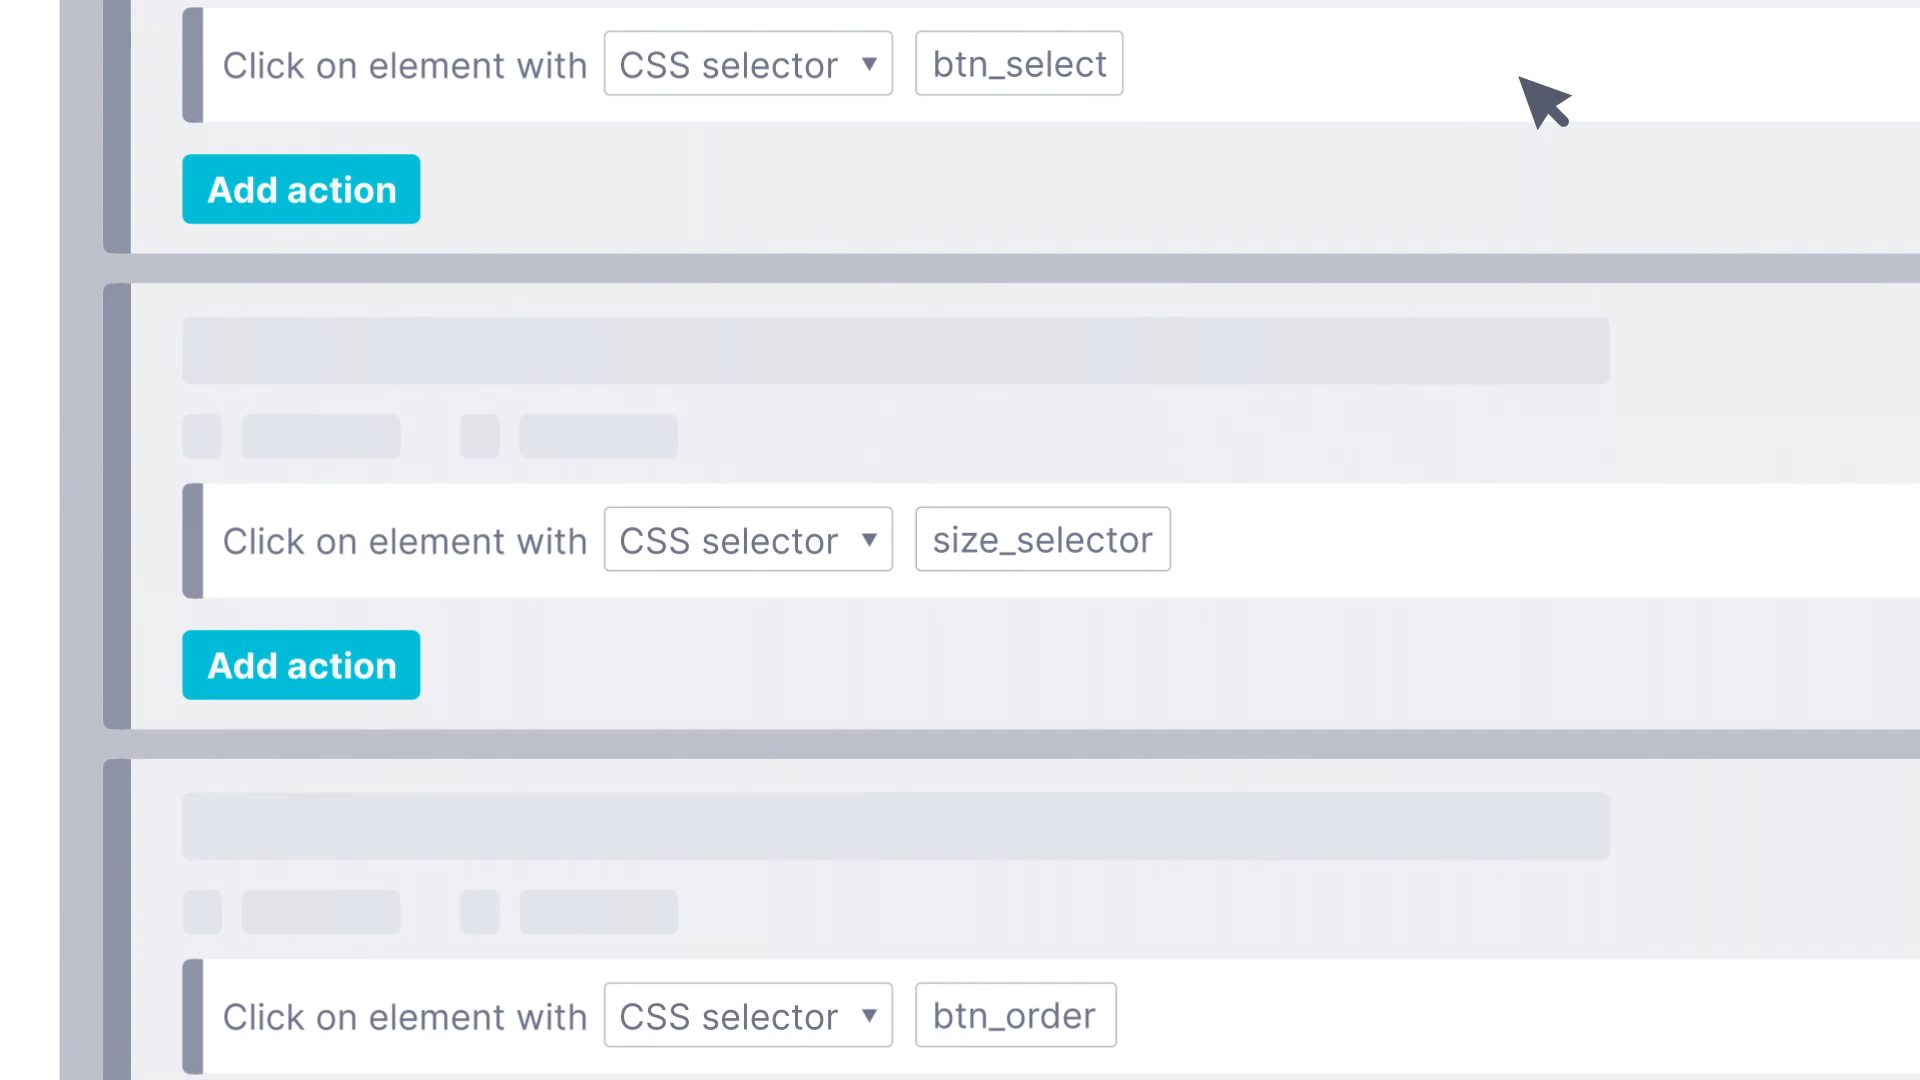 Click on element with CSS selector btn_select
Add action
Click on element with CSS selector size_selector
Add action
Click on element with CSS selector btn_order